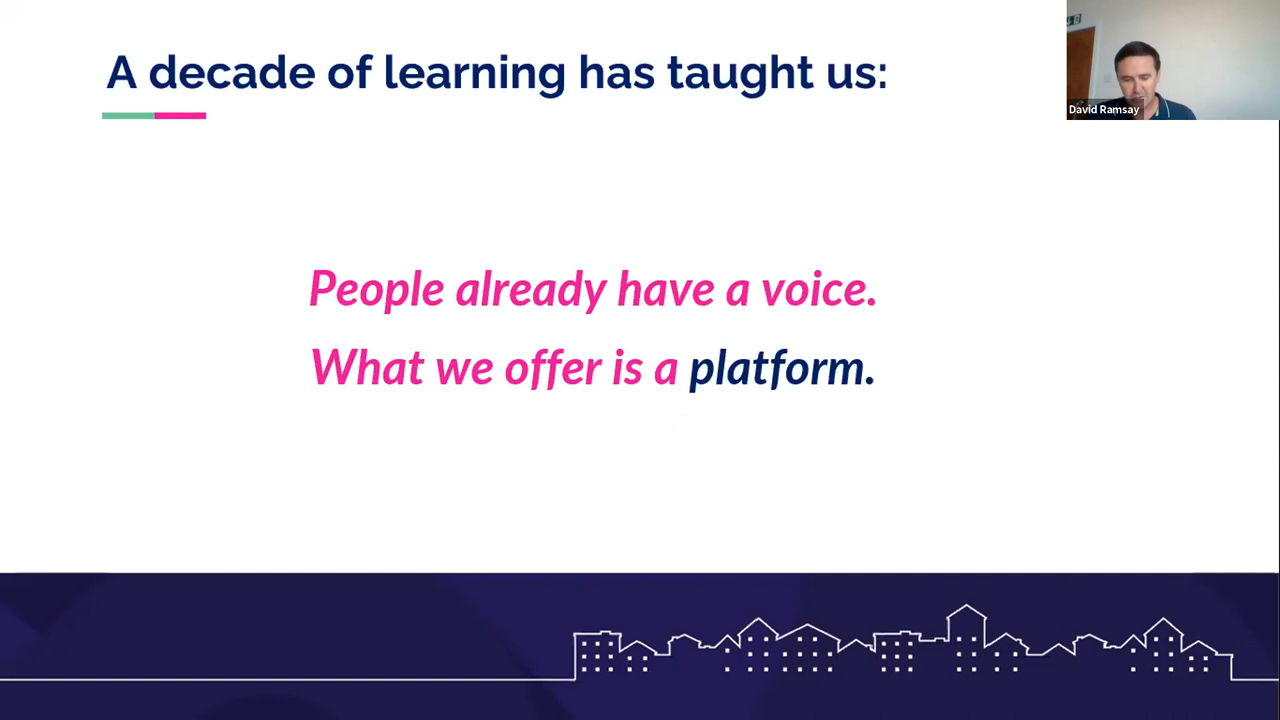 A decade of learning has taught us:
David Ramsay
People already have a voice.
What we offer is a platform.